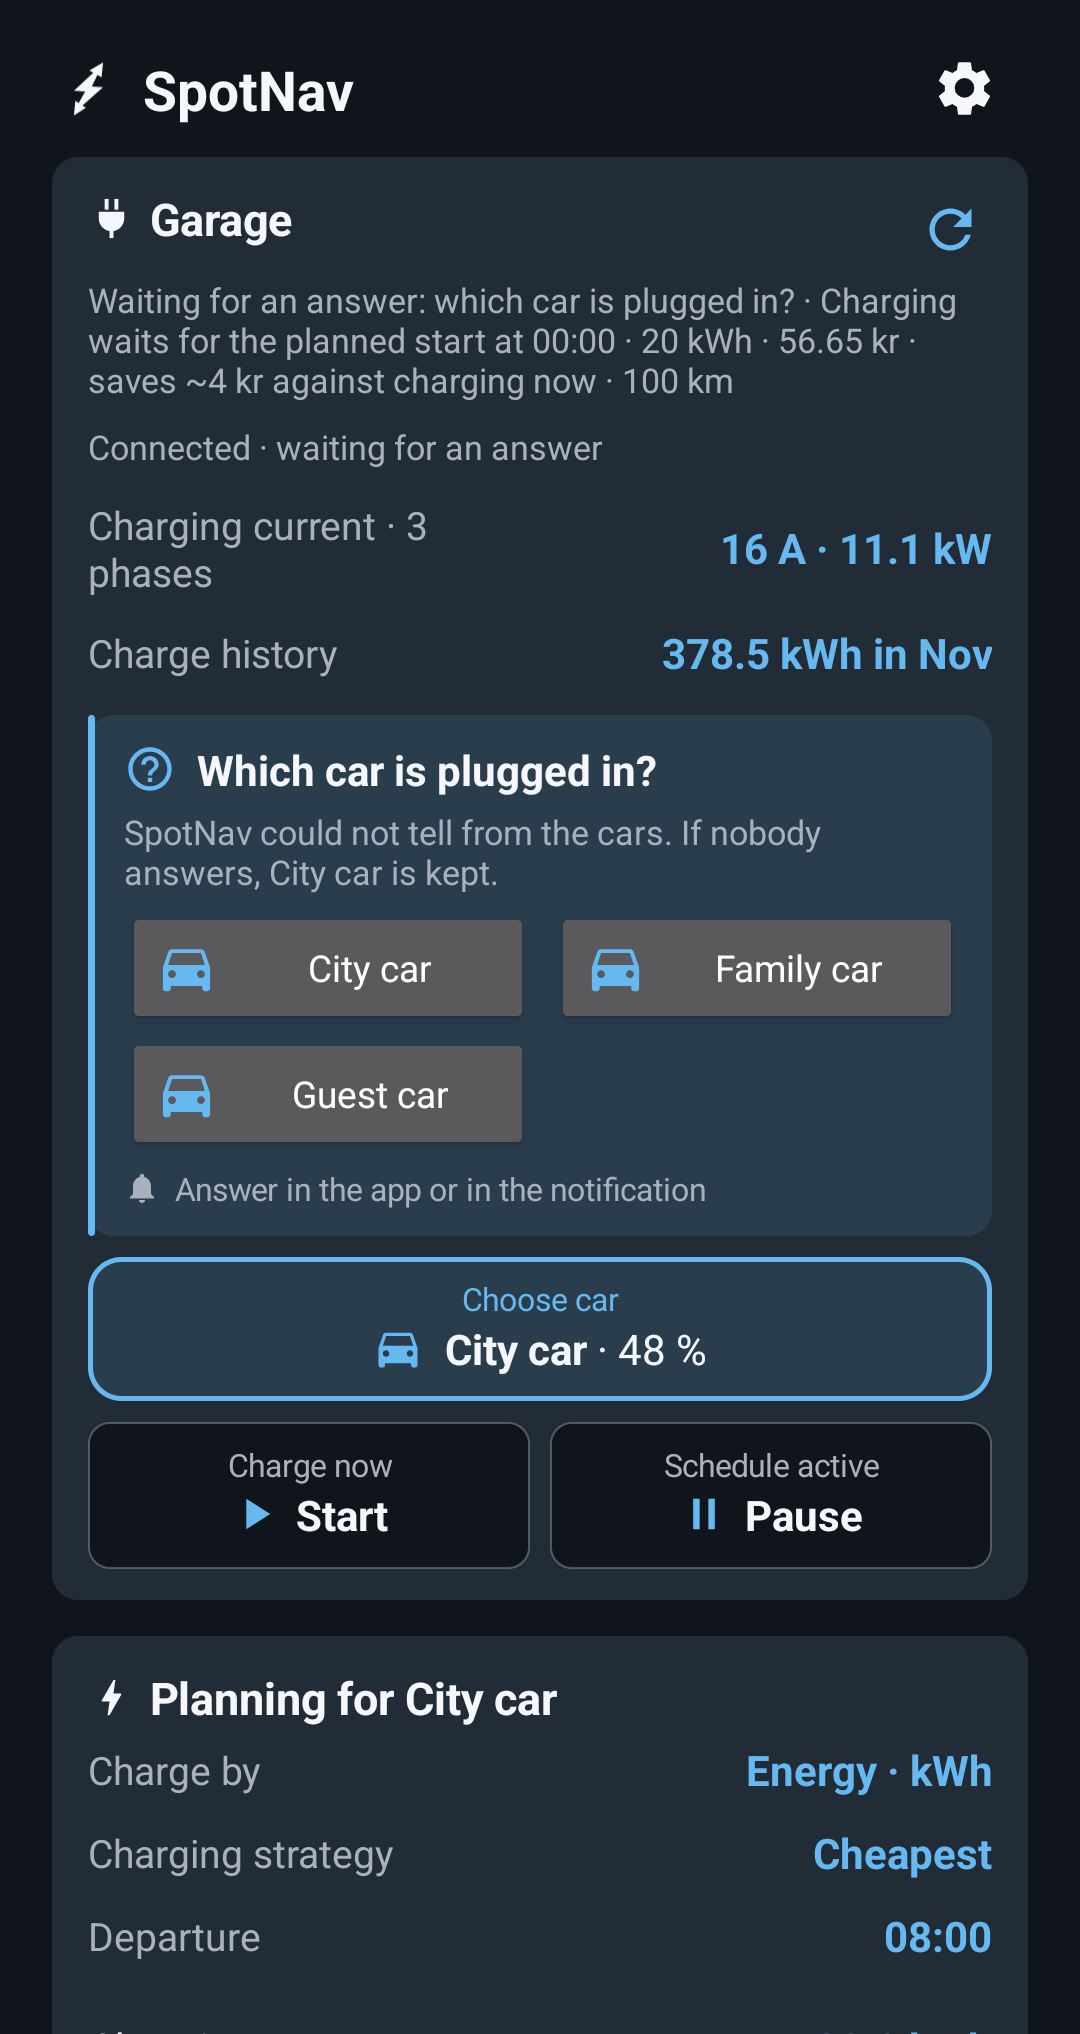 SpotNav
Garage
Waiting for an answer: which car is plugged in? · Charging
waits for the planned start at 00:00 · 20 kWh · 56.65 kr ·
saves ~4 kr against charging now · 100 km
Connected · waiting for an answer
Charging current · 3
phases
16 A · 11.1 kW
Charge history
378.5 kWh in Nov
Which car is plugged in?
SpotNav could not tell from the cars. If nobody
answers, City car is kept.
City car
Family car
Guest car
Answer in the app or in the notification
Choose car
City car · 48 %
Charge now
Start
Schedule active
Pause
Planning for City car
Charge by
Energy · kWh
Charging strategy
Cheapest
Departure
08:00